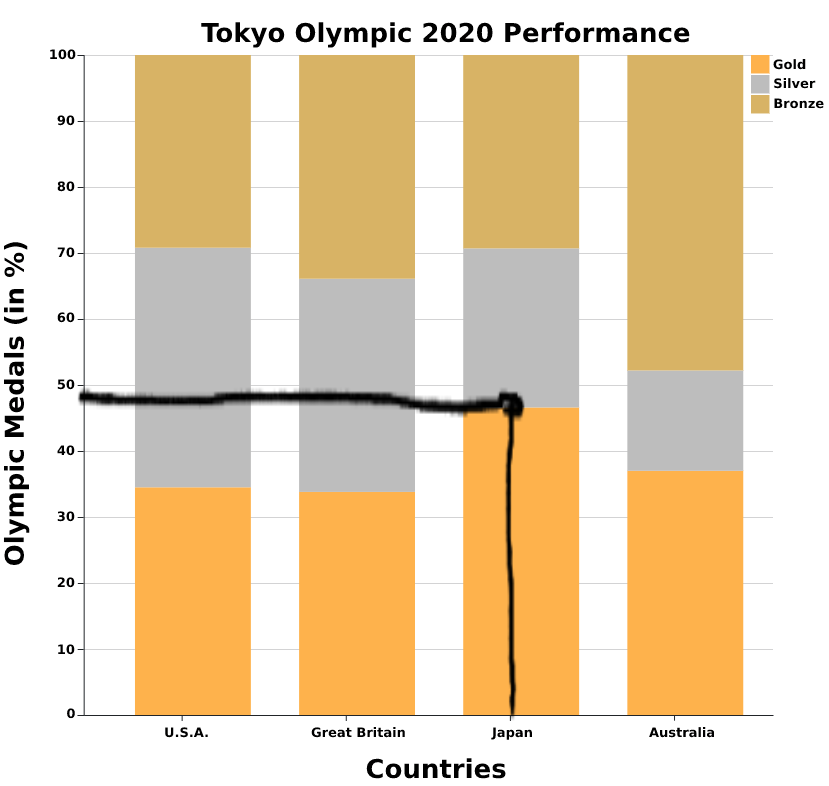 Tokyo Olympic 2020 Performance
Gold
Silver
Bronze
Olympic Medals (in %)
100
90
80
70
60
50
40
30
20
10
0
U.S.A. Great Britain Japan Australia
Countries